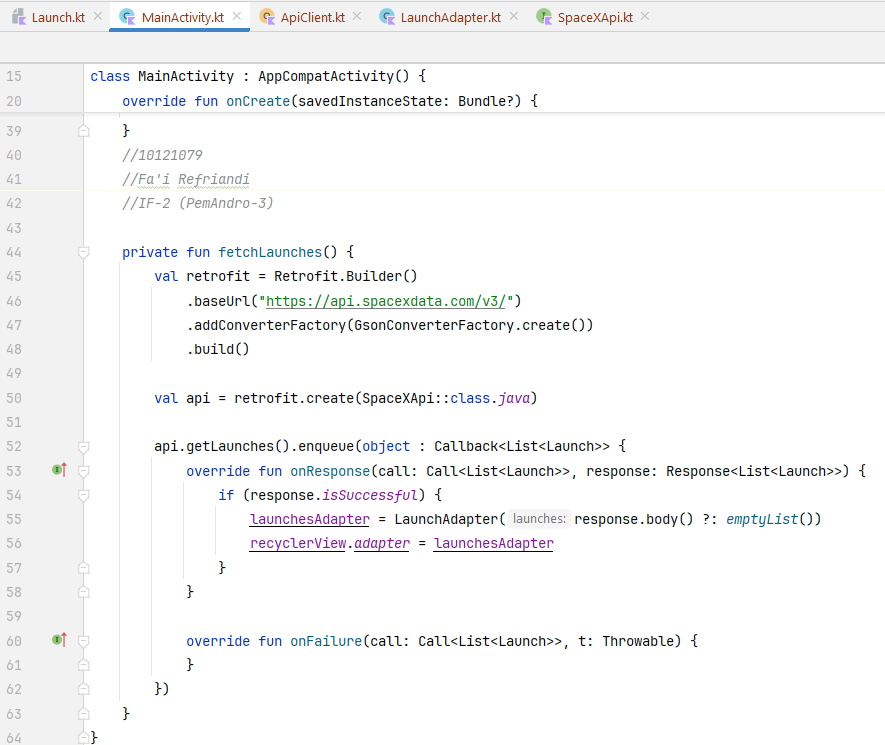 Launch.kt MainActivity.kt ApiClient.kt LaunchAdapter.kt SpaceXApi.kt
15 class MainActivity : AppCompatActivity() {
20 override fun onCreate(savedInstanceState: Bundle?) {
39 }
40 //10121079
41 //Fa'i Refriandi
42 //IF-2 (PemAndro-3)
43
44 private fun fetchLaunches() {
45 val retrofit = Retrofit.Builder()
46 .baseUrl("https://api.spacexdata.com/v3/")
47 .addConverterFactory(GsonConverterFactory.create())
48 .build()
49
50 val api = retrofit.create(SpaceXApi::class.java)
51
52 api.getLaunches().enqueue(object : Callback<List<Launch>> {
53 override fun onResponse(call: Call<List<Launch>>, response: Response<List<Launch>>) {
54 if (response.isSuccessful) {
55 launchesAdapter = LaunchAdapter( launches: response.body() ?: emptyList())
56 recyclerView.adapter = launchesAdapter
57 }
58 }
59
60 override fun onFailure(call: Call<List<Launch>>, t: Throwable) {
61 }
62 })
63 }
64 }